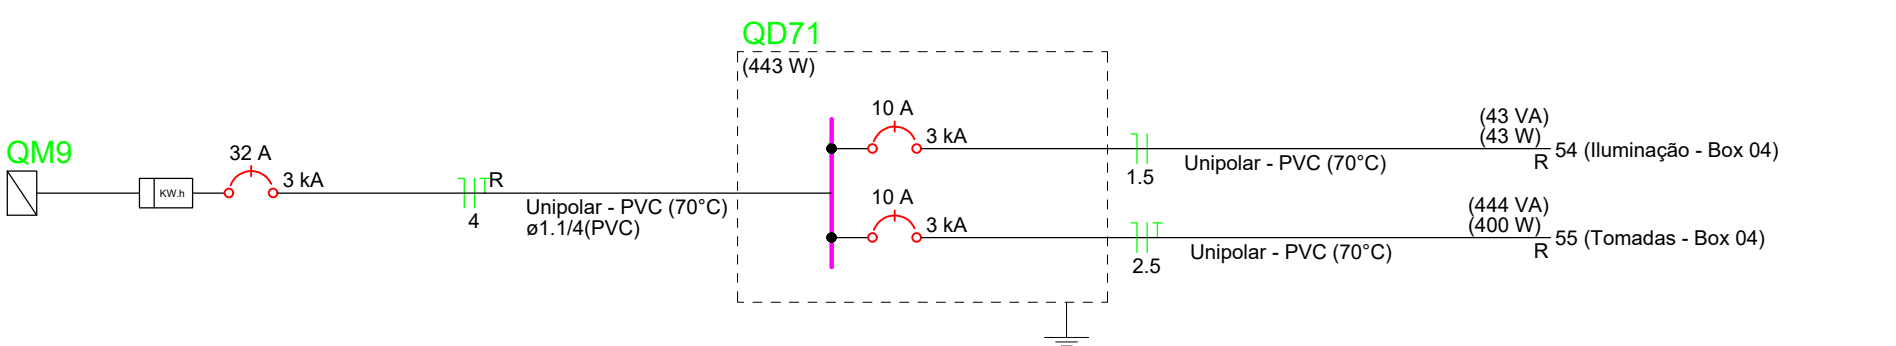 QD71
(443 W)
10 A
3 kA
(43 VA)
(43 W)
R
54 (Iluminação - Box 04)
1.5
Unipolar - PVC (70°C)
QM9
KW.h
32 A
3 kA
R
4
Unipolar - PVC (70°C)
ø1.1/4(PVC)
10 A
3 kA
(444 VA)
(400 W)
R
55 (Tomadas - Box 04)
2.5
Unipolar - PVC (70°C)